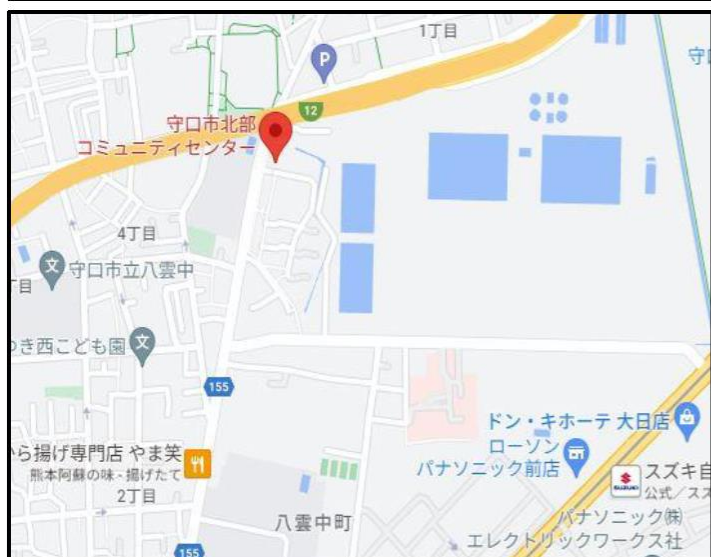 1丁目
守口
P
12
守口市北部
コミュニティセンター
4丁目
守口市立八雲中
丁目
文
ゆき西こども園
文
155
ドン・キホーテ 大日店
ローソン
パナソニック前店
から揚げ専門店 やま笑
熊本阿蘇の味・揚げたて
2丁目
スズキ自
公式/スズ
SUZUKI
八雲中町
パナソニック㈱
エレクトリックワークス社
155